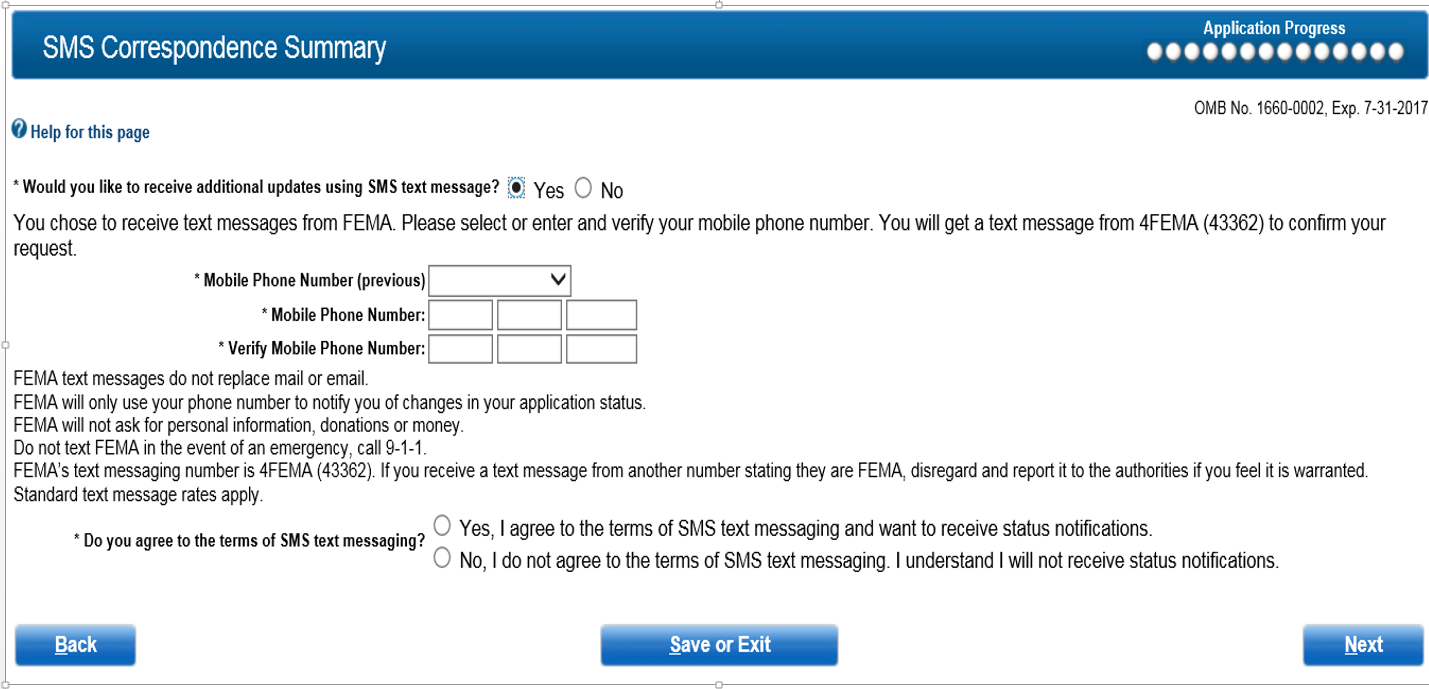 SMS Correspondence Summary
Application Progress
OMB No. 1660-0002, Exp. 7-31-2017
? Help for this page
* Would you like to receive additional updates using SMS text message? Yes No
You chose to receive text messages from FEMA. Please select or enter and verify your mobile phone number. You will get a text message from 4FEMA (43362) to confirm your
request.
* Mobile Phone Number (previous)
* Mobile Phone Number:
* Verify Mobile Phone Number:
FEMA text messages do not replace mail or email.
FEMA will only use your phone number to notify you of changes in your application status.
FEMA will not ask for personal information, donations or money.
Do not text FEMA in the event of an emergency, call 9-1-1.
FEMA's text messaging number is 4FEMA (43362). If you receive a text message from another number stating they are FEMA, disregard and report it to the authorities if you feel it is warranted.
Standard text message rates apply.
* Do you agree to the terms of SMS text messaging?
Yes, I agree to the terms of SMS text messaging and want to receive status notifications.
No, I do not agree to the terms of SMS text messaging. I understand I will not receive status notifications.
Back
Save or Exit
Next